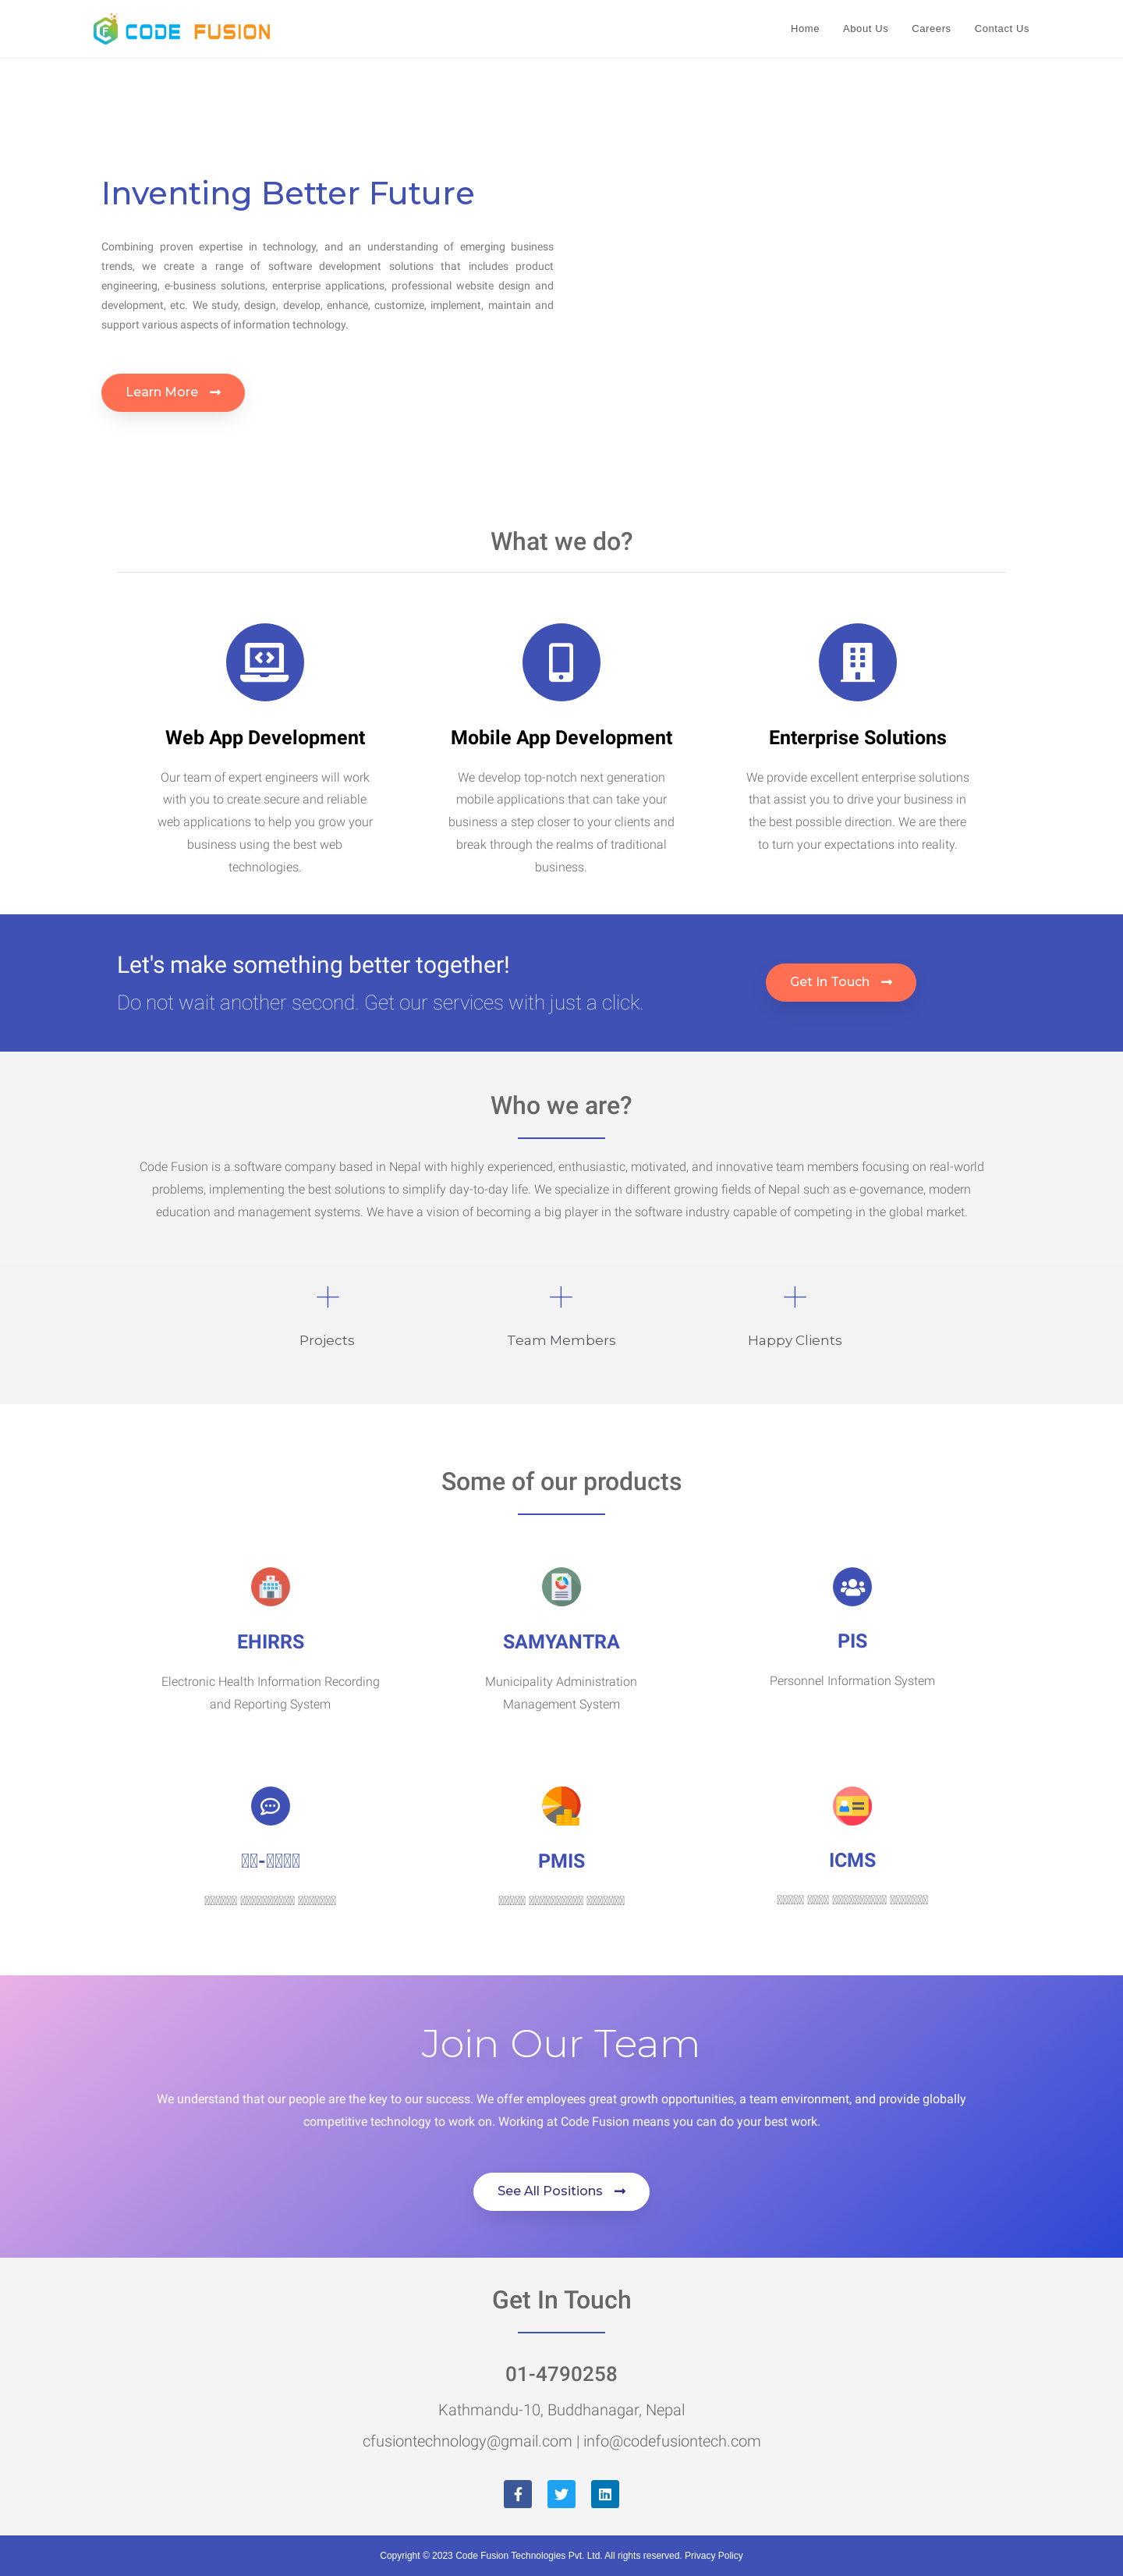 CODE FUSION
Home About Us Careers Contact Us
Inventing Better Future
Combining proven expertise in technology, and an understanding of emerging business
trends, we create a range of software development solutions that includes product
engineering, e-business solutions, enterprise applications, professional website design and
development, etc. We study, design, develop, enhance, customize, implement, maintain and
support various aspects of information technology.
Learn More
What we do?
Web App Development
Our team of expert engineers will work
with you to create secure and reliable
web applications to help you grow your
business using the best web
technologies.
Mobile App Development
We develop top-notch next generation
mobile applications that can take your
business a step closer to your clients and
break through the realms of traditional
business.
Enterprise Solutions
We provide excellent enterprise solutions
that assist you to drive your business in
the best possible direction. We are there
to turn your expectations into reality.
Let's make something better together!
Do not wait another second. Get our services with just a click.
Get In Touch
Who we are?
Code Fusion is a software company based in Nepal with highly experienced, enthusiastic, motivated, and innovative team members focusing on real-world
problems, implementing the best solutions to simplify day-to-day life. We specialize in different growing fields of Nepal such as e-governance, modern
education and management systems. We have a vision of becoming a big player in the software industry capable of competing in the global market.
+ + +
Projects Team Members Happy Clients
Some of our products
EHIRRS
Electronic Health Information Recording
and Reporting System
SAMYANTRA
Municipality Administration
Management System
PIS
Personnel Information System
PMIS
ICMS
Join Our Team
We understand that our people are the key to our success. We offer employees great growth opportunities, a team environment, and provide globally
competitive technology to work on. Working at Code Fusion means you can do your best work.
See All Positions
Get In Touch
01-4790258
Kathmandu-10, Buddhanagar, Nepal
cfusiontechnology@gmail.com | info@codefusiontech.com
Copyright © 2023 Code Fusion Technologies Pvt. Ltd. All rights reserved. Privacy Policy